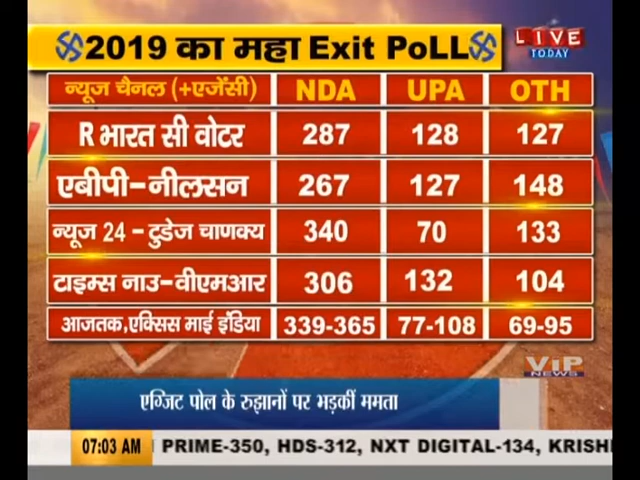 2019 का महा Exit PoLL
LIVE
TODAY
न्यूज चैनल (+एजेंसी) NDA UPA OTH
R भारत सी वोटर 287 128 127
एबीपी-नीलसन 267 127 148
न्यूज 24 - टुडेज चाणक्य 340 70 133
टाइम्स नाउ-वीएमआर 306 132 104
आजतक,एक्सिस माई इंडिया 339-365 77-108 69-95
VIP
NEWS
एग्जिट पोल के रुझानों पर भड़कीं ममता
07:03 AM PRIME-350, HDS-312, NXT DIGITAL-134, KRISH